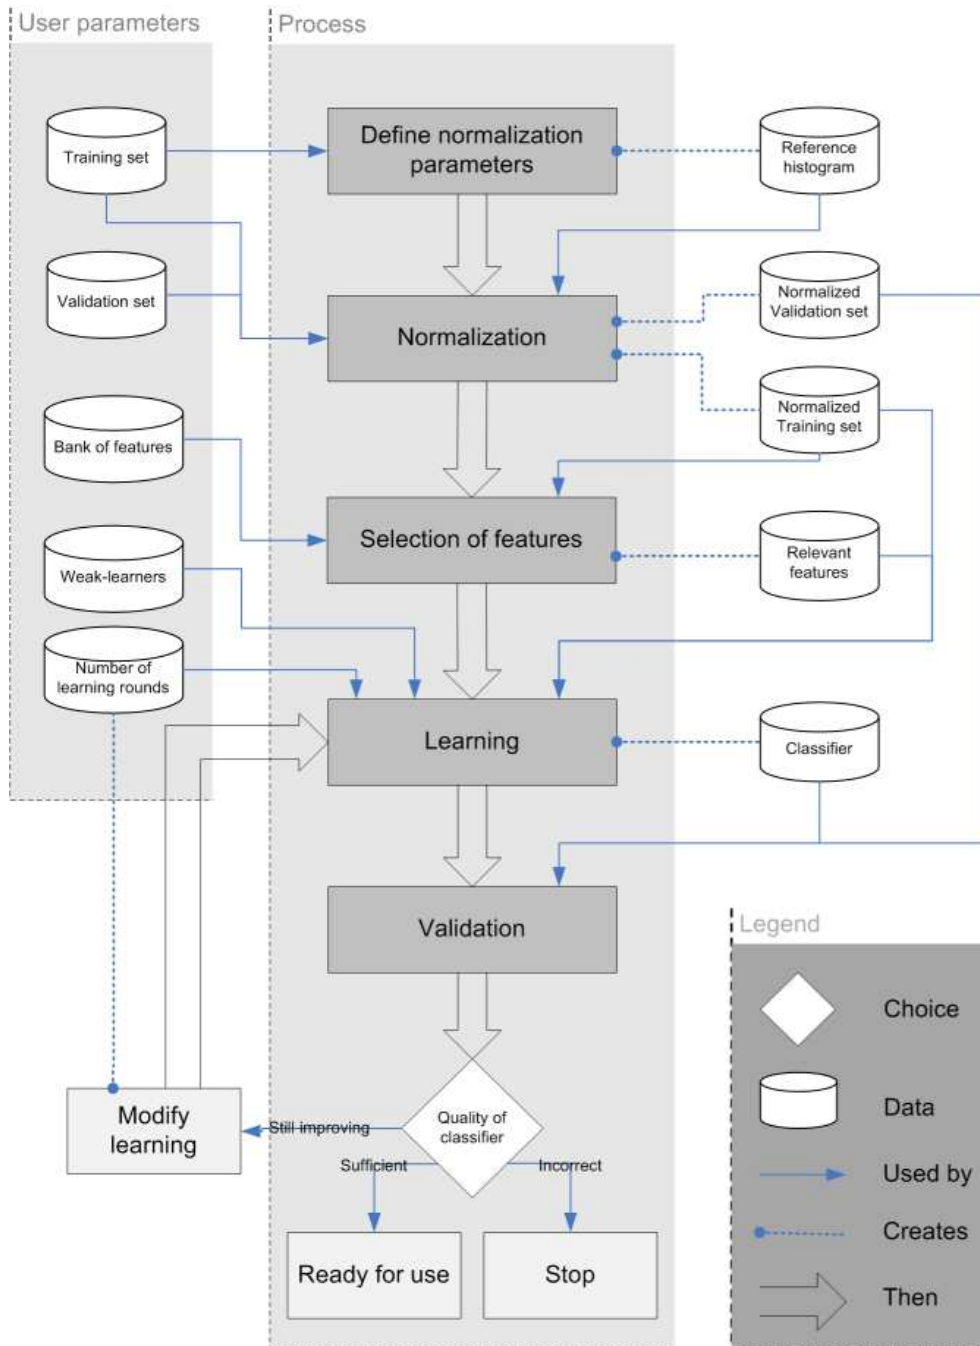 User parameters
Process
Training set
Define normalization
parameters
Reference
histogram
Validation set
Normalization
Normalized
Validation set
Normalized
Training set
Bank of features
Selection of features
Relevant
features
Weak-learners
Number of
learning rounds
Learning
Classifier
Validation
Legend
Choice
Data
Used by
Creates
Then
Modify
learning
Still improving
Quality of
classifier
Sufficient
Incorrect
Ready for use
Stop